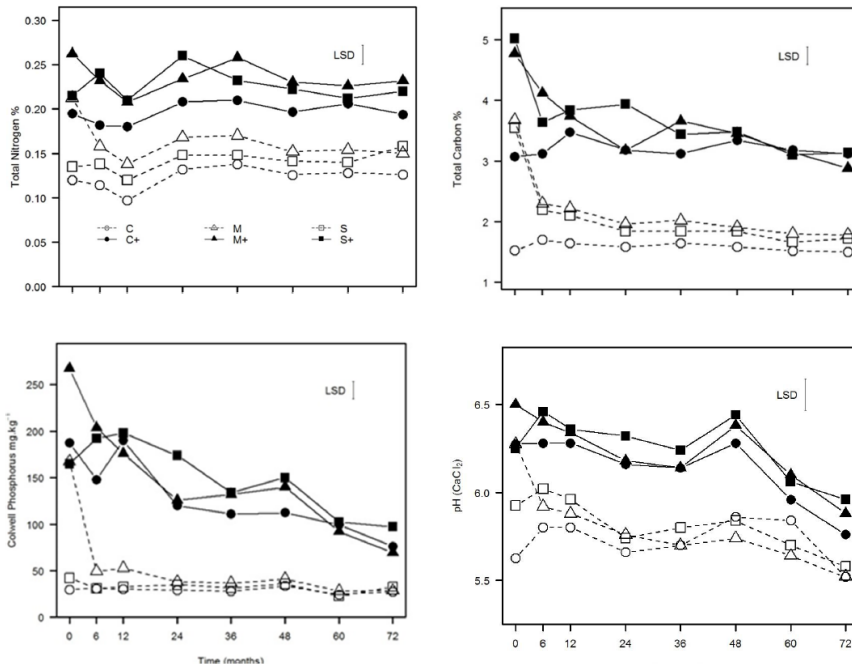 0.30
0.25
0.20
0.15
0.10
0.05
0.00
Total Nitrogen %
LSD
C M S
C+ M+ S+
5
4
3
2
1
Total Carbon %
LSD
250
200
150
100
50
0
Colwell Phosphorus mg.kg⁻¹
LSD
0 6 12 24 36 48 60 72
Time (months)
6.5
6.0
5.5
pH (CaCl₂)
LSD
0 6 12 24 36 48 60 72